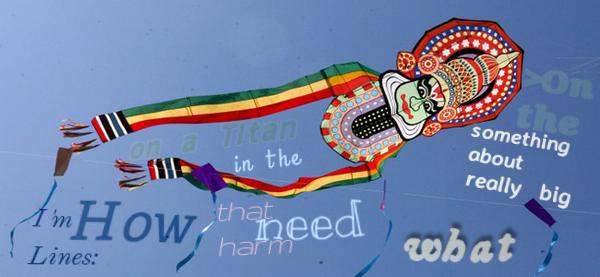 >On
the
on a Titan
in the
something
about
really big
I'm
Lines:
How
that
harm
need
what